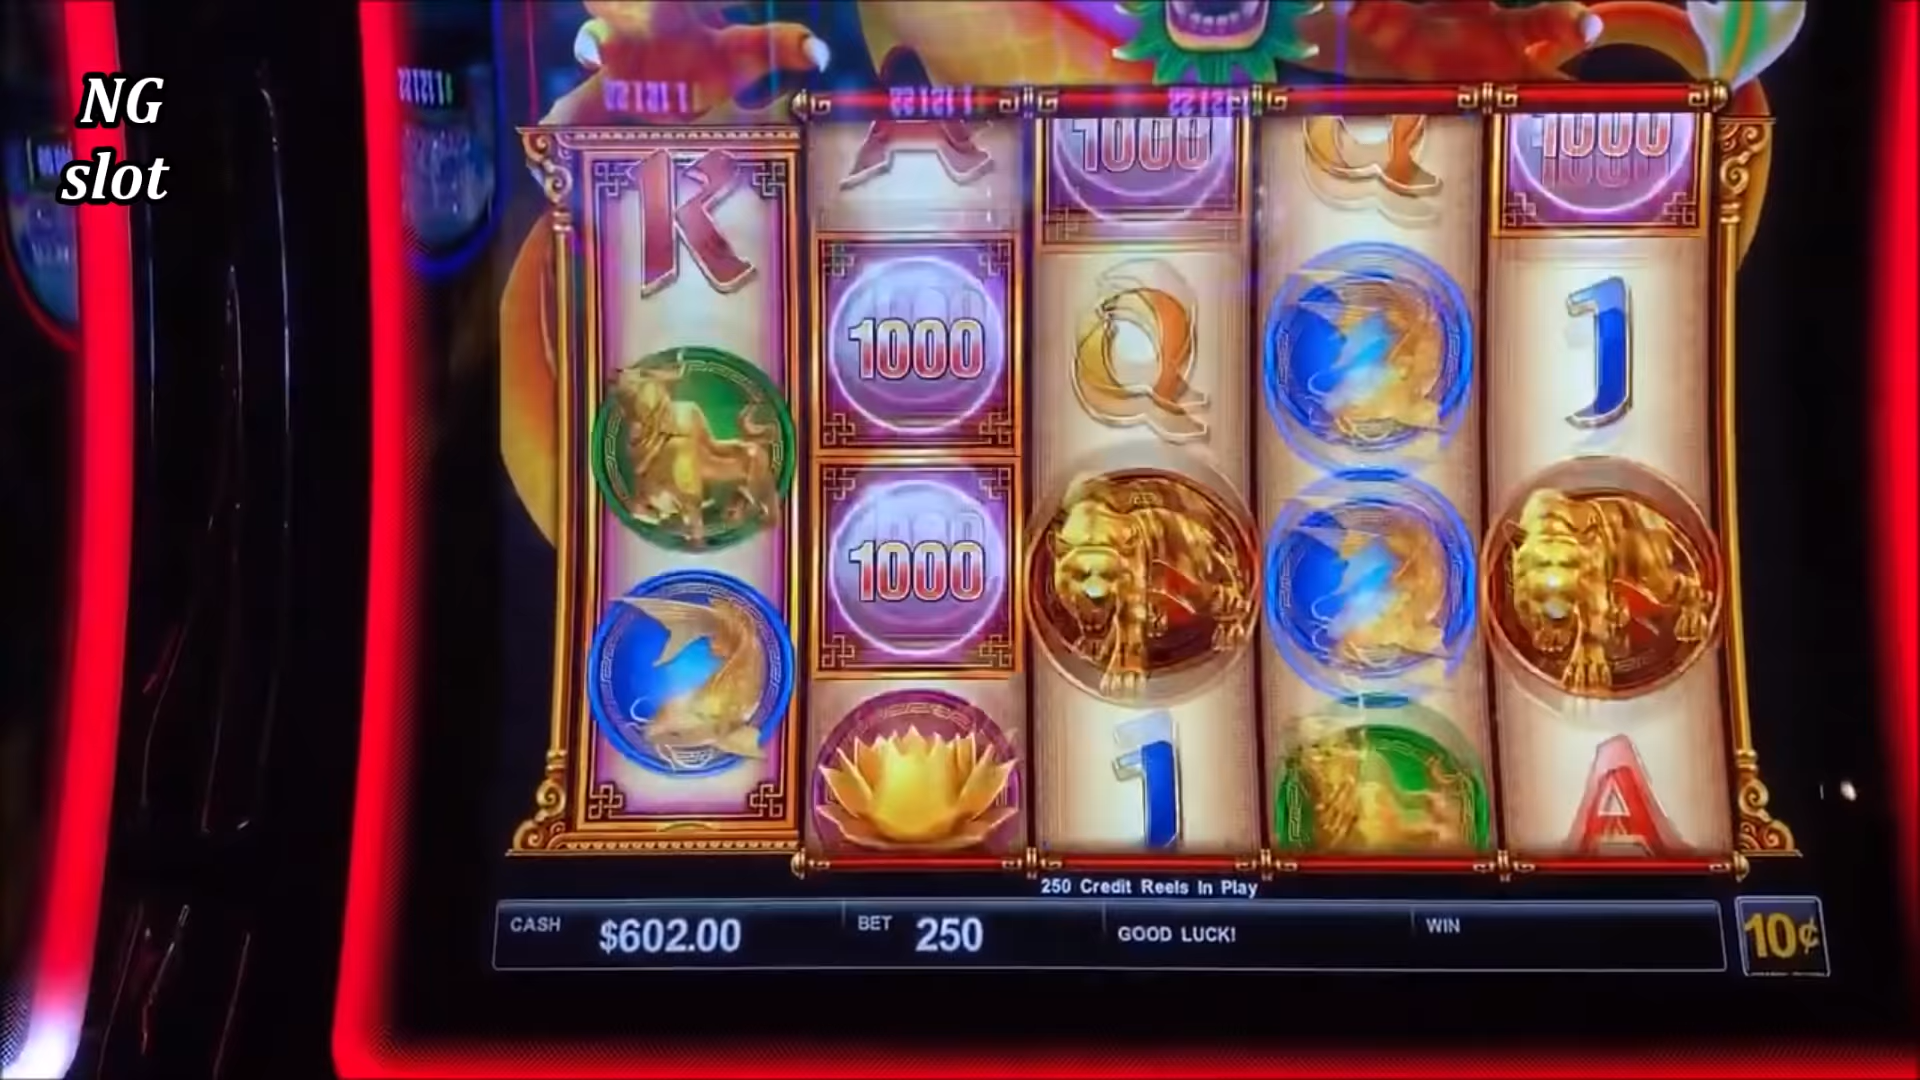 NG
slot
K
A
1000
Q
1000
1000
Q
J
1000
J
A
250 Credit Reels In Play
CASH $602.00 BET 250 GOOD LUCK! WIN 10¢